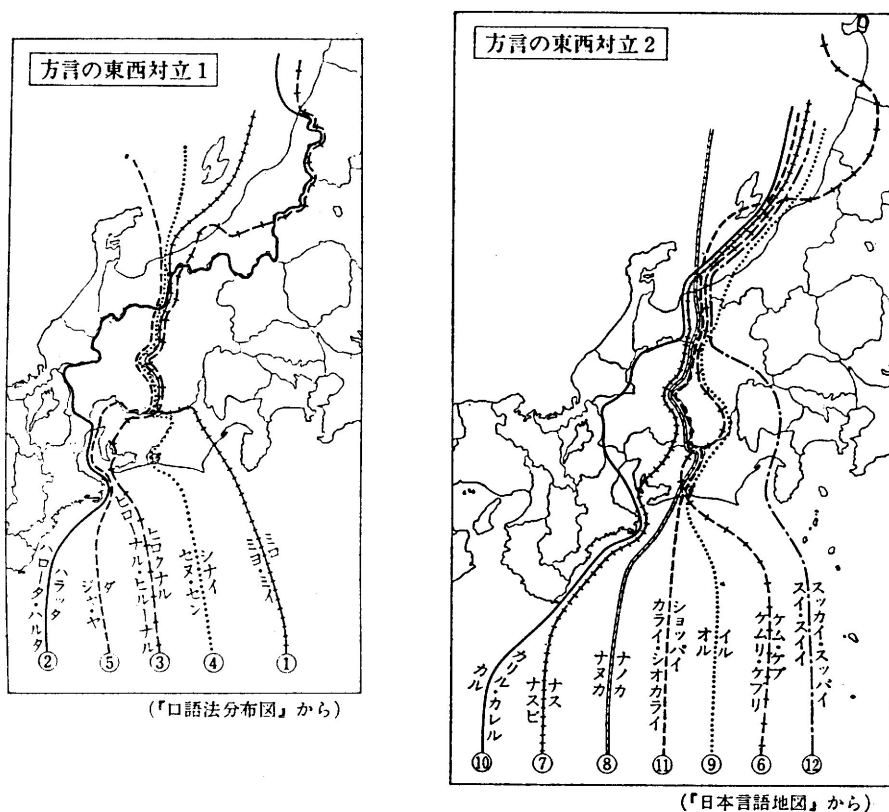 方言の東西対立1
ハラッタ
ハロータ・ハルタ
②
ダ
ジャ・ヤ
⑤
ヒロクナル
ヒローナル・ヒルーナル
③
シナイ
セヌ・セン
④
ミロ
ミヨ・ミイ
①
(『口語法分布図』から)
方言の東西対立2
カリル・カレル
カル
⑩
ナス
ナスビ
⑦
ナノカ
ナヌカ
⑧
ショッパイ
カライ・シオカライ
⑪
イル
オル
⑨
ケム・ケブ
ケムリ・ケブリ
⑥
スッカイ・スッパイ
スイ・スイイ
⑫
(『日本言語地図』から)